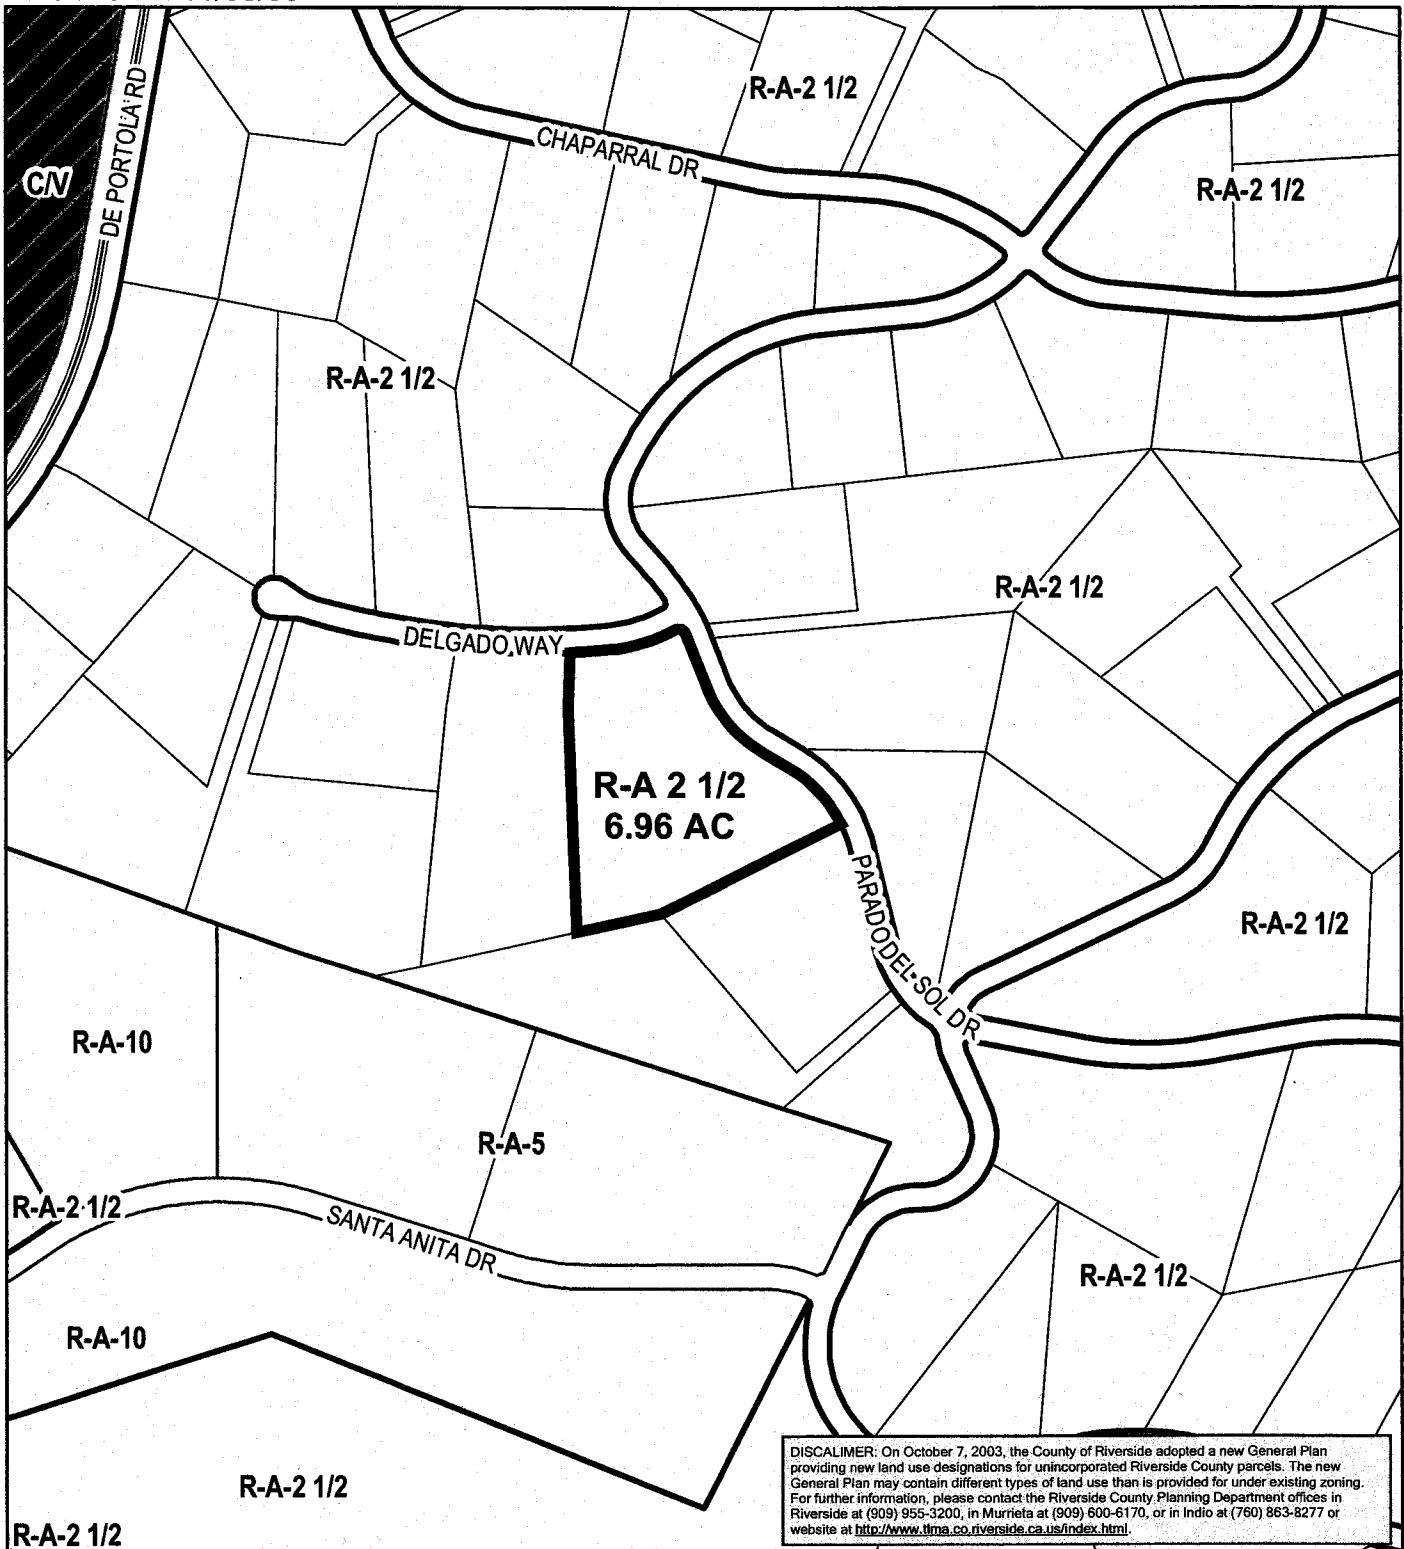 R-A-2 1/2
DE PORTOLA RD
CHAPARRAL DR
C/V
R-A-2 1/2
R-A-2 1/2
R-A-2 1/2
DELGADO WAY
R-A 2 1/2
6.96 AC
PARADO DEL SOL DR
R-A-2 1/2
R-A-10
R-A-5
R-A-2 1/2
SANTA ANITA DR
R-A-2 1/2
R-A-10
DISCALIMER: On October 7, 2003, the County of Riverside adopted a new General Plan
providing new land use designations for unincorporated Riverside County parcels. The new
General Plan may contain different types of land use than is provided for under existing zoning.
For further information, please contact the Riverside County Planning Department offices in
Riverside at (909) 955-3200, in Murrieta at (909) 600-6170, or in Indio at (760) 863-8277 or
website at http://www.tlma.co.riverside.ca.us/index.html.
R-A-2 1/2
R-A-2 1/2